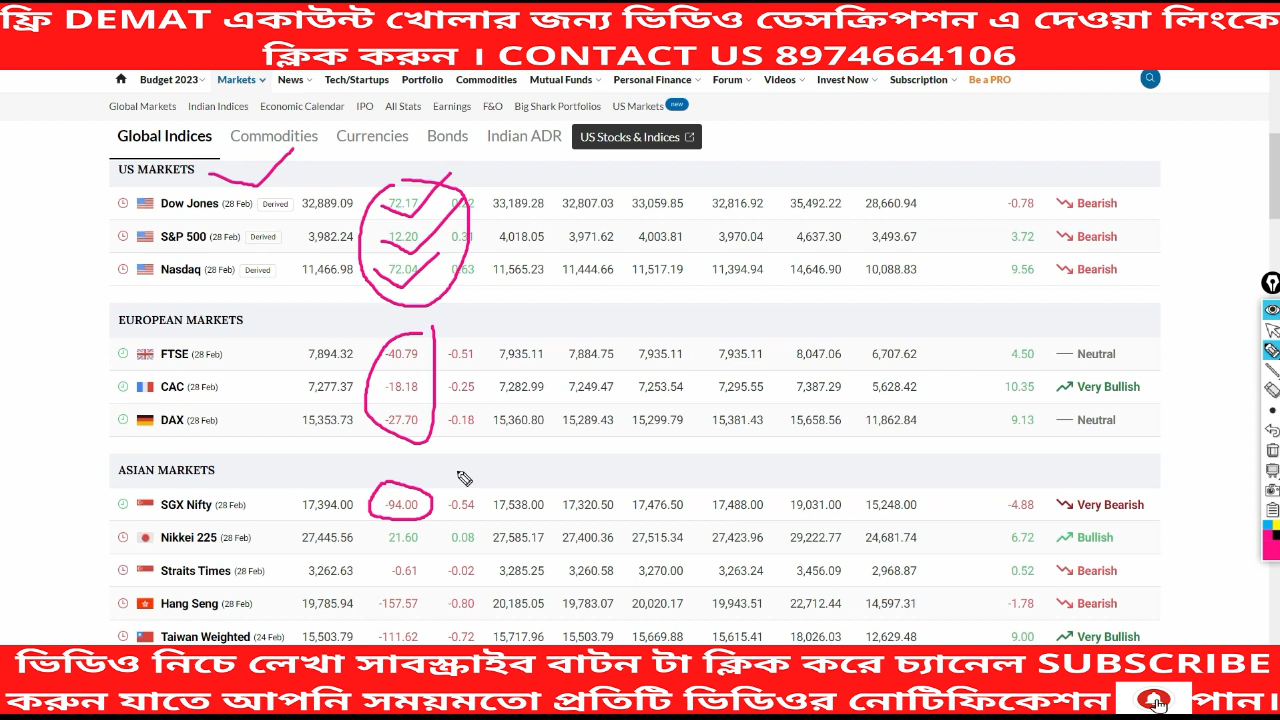 ফ্রি DEMAT একাউন্ট খোলার জন্য ভিডিও ডেসক্রিপশন এ দেওয়া লিংকে
ক্লিক করুন । CONTACT US 8974664106
Budget 2023 Markets News Tech/Startups Portfolio Commodities Mutual Funds Personal Finance Forum Videos Invest Now Subscription Be a PRO
Global Markets Indian Indices Economic Calendar IPO All Stats Earnings F&O Big Shark Portfolios US Markets new
Global Indices Commodities Currencies Bonds Indian ADR US Stocks & Indices
US MARKETS
Dow Jones (28 Feb) Derived 32,889.09 72.17 33,189.28 32,807.03 33,059.85 32,816.92 35,492.22 28,660.94 -0.78 Bearish
S&P 500 (28 Feb) Derived 3,982.24 12.20 4,018.05 3,971.62 4,003.81 3,970.04 4,637.30 3,493.67 3.72 Bearish
Nasdaq (28 Feb) Derived 11,466.98 72.04 0.63 11,565.23 11,444.66 11,517.19 11,394.94 14,646.90 10,088.83 9.56 Bearish
EUROPEAN MARKETS
FTSE (28 Feb) 7,894.32 -40.79 -0.51 7,935.11 7,884.75 7,935.11 7,935.11 8,047.06 6,707.62 4.50 Neutral
CAC (28 Feb) 7,277.37 -18.18 -0.25 7,282.99 7,249.47 7,253.54 7,295.55 7,387.29 5,628.42 10.35 Very Bullish
DAX (28 Feb) 15,353.73 -27.70 -0.18 15,360.80 15,289.43 15,299.79 15,381.43 15,658.56 11,862.84 9.13 Neutral
ASIAN MARKETS
SGX Nifty (28 Feb) 17,394.00 -94.00 -0.54 17,538.00 17,320.50 17,476.50 17,488.00 19,031.00 15,248.00 -4.88 Very Bearish
Nikkei 225 (28 Feb) 27,445.56 21.60 0.08 27,585.17 27,400.36 27,515.34 27,423.96 29,222.77 24,681.74 6.72 Bullish
Straits Times (28 Feb) 3,262.63 -0.61 -0.02 3,285.25 3,260.58 3,270.00 3,263.24 3,456.09 2,968.87 0.52 Bearish
Hang Seng (28 Feb) 19,785.94 -157.57 -0.80 20,185.05 19,783.07 20,020.17 19,943.51 22,712.44 14,597.31 -1.78 Bearish
Taiwan Weighted (24 Feb) 15,503.79 -111.62 -0.72 15,717.96 15,503.79 15,669.88 15,615.41 18,026.03 12,629.48 9.00 Very Bullish
ভিডিও নিচে লেখা সাবস্ক্রাইব বাটন টা ক্লিক করে চ্যানেল SUBSCRIBE
করুন যাতে আপনি সময়মতো প্রতিটি ভিডিওর নোটিফিকেশন পান।